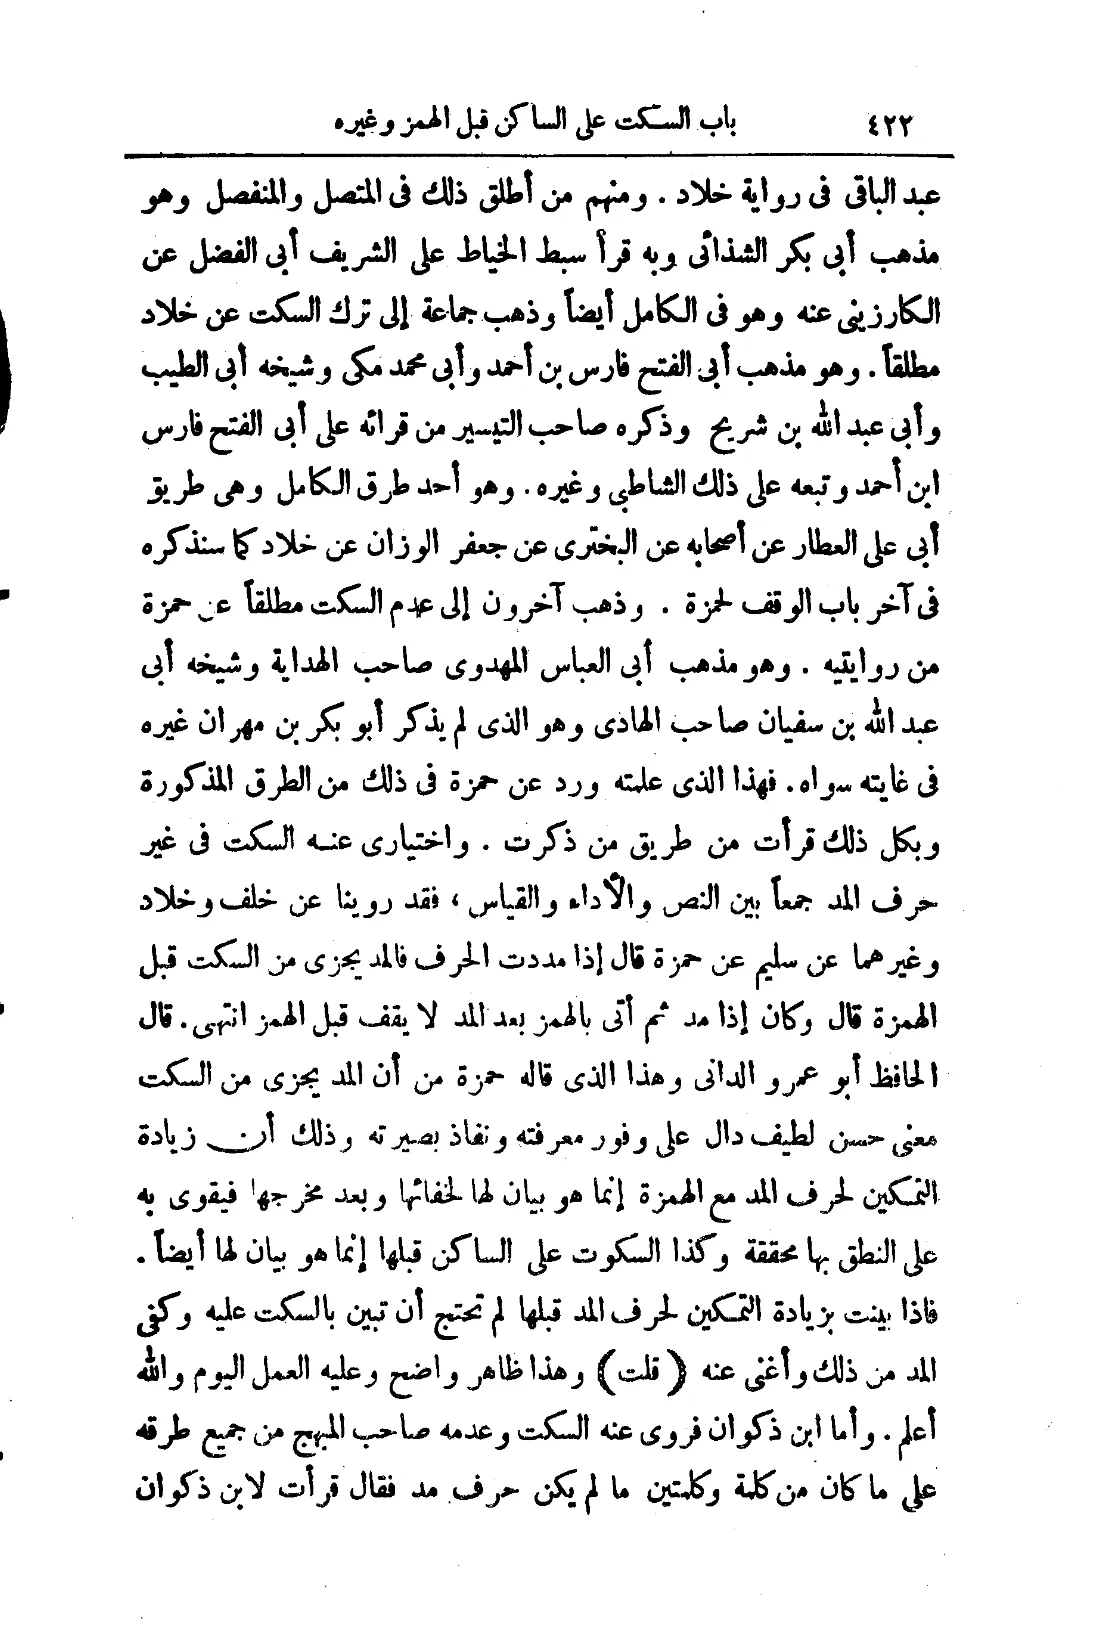 ٤٢٢ باب السكت على الساكن قبل الهمز وغيره
عبد الباقى فى رواية خلاد . ومنهم من أطلق ذلك فى المتصل والمنفصل وهو
مذهب أبى بكر الشذائى وبه قرأ سبط الخياط على الشريف أبى الفضل عن
الكارزينى عنه وهو فى الكامل أيضاً وذهب جماعة إلى ترك السكت عن خلاد
مطلقاً . وهو مذهب أبى الفتح فارس بن أحمد وأبى محمد مكى وشيخه أبى الطيب
وأبى عبد الله بن شريح وذكره صاحب التيسير من قرائه على أبى الفتح فارس
ابن أحمد وتبعه على ذلك الشاطبى وغيره . وهو أحد طرق الكامل وهى طريق
أبى على العطار عن أصحابه عن البخترى عن جعفر الوزان عن خلاد كما سنذكره
فى آخر باب الوقف لحمزة . وذهب آخرون إلى عدم السكت مطلقاً عن حمزة
من روايتيه . وهو مذهب أبى العباس المهدوى صاحب الهداية وشيخه أبى
عبد الله بن سفيان صاحب الهادى وهو الذى لم يذكر أبو بكر بن مهران غيره
فى غايته سواه . فهذا الذى علمته ورد عن حمزة فى ذلك من الطرق المذكورة
وبكل ذلك قرأت من طريق من ذكرت . واختيارى عنه السكت فى غير
حرف المد جمعاً بين النص والأداء والقياس ، فقد روينا عن خلف وخلاد
وغيرهما عن سليم عن حمزة قال إذا مددت الحرف فالمد يجزى من السكت قبل
الهمزة قال وكان إذا مد ثم أتى بالهمز بعد المد لا يقف قبل الهمز انتهى . قال
الحافظ أبو عمرو الدانى وهذا الذى قاله حمزة من أن المد يجزى من السكت
معنى حسن لطيف دال على وفور معرفته ونفاذ بصيرته وذلك أن زيادة
التمكين لحرف المد مع الهمزة إنما هو بيان لها لخفائها وبعد مخرجها فيقوى به
على النطق بها محققة وكذا السكوت على الساكن قبلها إنما هو بيان لها أيضاً .
فاذا بينت بزيادة التمكين لحرف المد قبلها لم تحتج أن تبين بالسكت عليه وكفى
المد من ذلك وأغنى عنه ( قلت ) وهذا ظاهر واضح وعليه العمل اليوم والله
أعلم . وأما ابن ذكوان فروى عنه السكت وعدمه صاحب المبهج من جميع طرقه
على ما كان من كلمة وكلمتين ما لم يكن حرف مد فقال قرأت لابن ذكوان